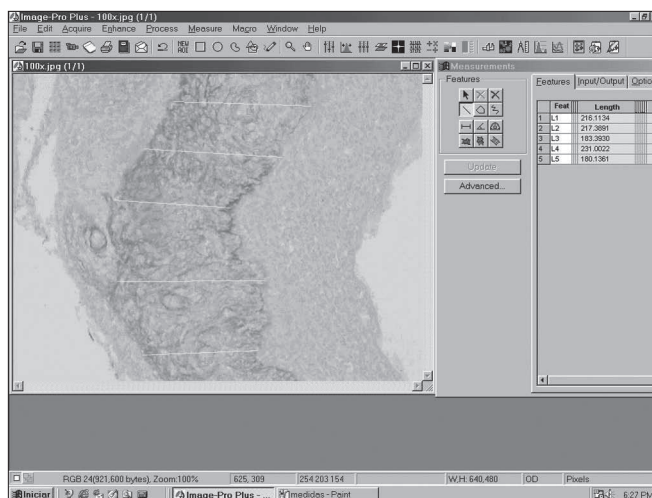 Image-Pro Plus - 100x.jpg (1/1)
File Edit Acquire Enhance Process Measure Macro Window Help
100x.jpg (1/1)
Measurements
Features
Features Input/Output Optio
Feat Length
1 L1 216.1134
2 L2 217.3891
3 L3 183.3930
4 L4 231.0022
5 L5 180.1361
Update
Advanced...
RGB 24(921,600 bytes), Zoom:100% 625, 309 254 203 154 W,H: 640,480 OD Pixels
Iniciar Image-Pro Plus - ... medidas - Paint 6:27 PM